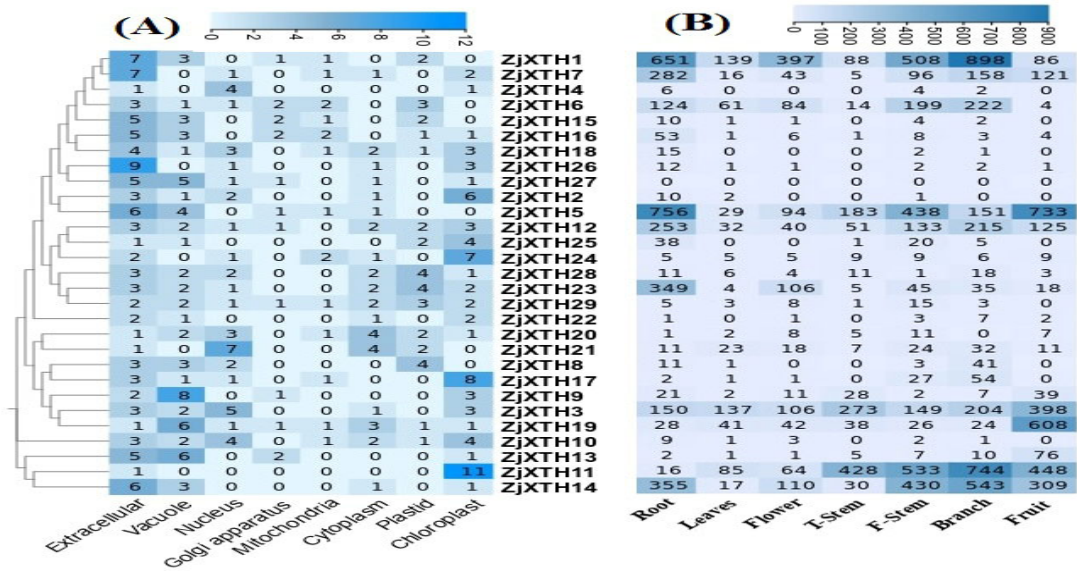 (A) 0 2 4 6 8 10 12 (B) 0 100 200 300 400 500 600 700 800 900
7 3 0 1 1 0 2 0 ZjXTH1 651 139 397 88 508 898 86
7 0 1 0 1 1 0 2 ZjXTH7 282 16 43 5 96 158 121
1 0 4 0 0 0 0 1 ZjXTH4 6 0 0 0 4 2 0
3 1 1 2 2 0 3 0 ZjXTH6 124 61 84 14 199 222 4
5 3 0 2 1 0 2 0 ZjXTH15 10 1 1 0 4 2 0
5 3 0 2 2 0 1 1 ZjXTH16 53 1 6 1 8 3 4
4 1 3 0 1 2 1 3 ZjXTH18 15 0 0 0 2 1 0
9 0 1 0 0 1 0 3 ZjXTH26 12 1 1 0 2 2 1
5 5 1 1 0 1 0 1 ZjXTH27 0 0 0 0 0 0 0
3 1 2 0 0 1 0 6 ZjXTH2 10 2 0 0 1 0 0
6 4 0 1 1 1 0 0 ZjXTH5 756 29 94 183 438 151 733
3 2 1 1 0 2 2 3 ZjXTH12 253 32 40 51 133 215 125
1 1 0 0 0 0 2 4 ZjXTH25 38 0 0 1 20 5 0
2 0 1 0 2 1 0 7 ZjXTH24 5 5 5 9 9 6 9
3 2 2 0 0 2 4 1 ZjXTH28 11 6 4 11 1 18 3
3 2 1 0 0 2 4 2 ZjXTH23 349 4 106 5 45 35 18
2 2 1 1 1 2 3 2 ZjXTH29 5 3 8 1 15 3 0
2 1 0 0 0 1 0 2 ZjXTH22 1 0 1 0 3 7 2
1 2 3 0 1 4 2 1 ZjXTH20 1 2 8 5 11 0 7
1 0 7 0 0 4 2 0 ZjXTH21 11 23 18 7 24 32 11
3 3 2 0 0 0 4 0 ZjXTH8 11 1 0 0 3 41 0
3 1 1 0 1 0 0 8 ZjXTH17 2 1 1 0 27 54 0
2 8 0 1 0 0 0 3 ZjXTH9 21 2 11 28 2 7 39
3 2 5 0 0 1 0 3 ZjXTH3 150 137 106 273 149 204 398
1 6 1 1 1 3 1 1 ZjXTH19 28 41 42 38 26 24 608
3 2 4 0 1 2 1 4 ZjXTH10 9 1 3 0 2 1 0
5 6 0 2 0 0 0 1 ZjXTH13 2 1 1 5 7 10 76
1 0 0 0 0 0 0 11 ZjXTH11 16 85 64 428 533 744 448
6 3 0 0 0 1 0 1 ZjXTH14 355 17 110 30 430 543 309
Extracellular Vacuole Nucleus Golgi apparatus Mitochondria Cytoplasm Plastid Chloroplast Root Leaves Flower T-Stem F-Stem Branch Fruit